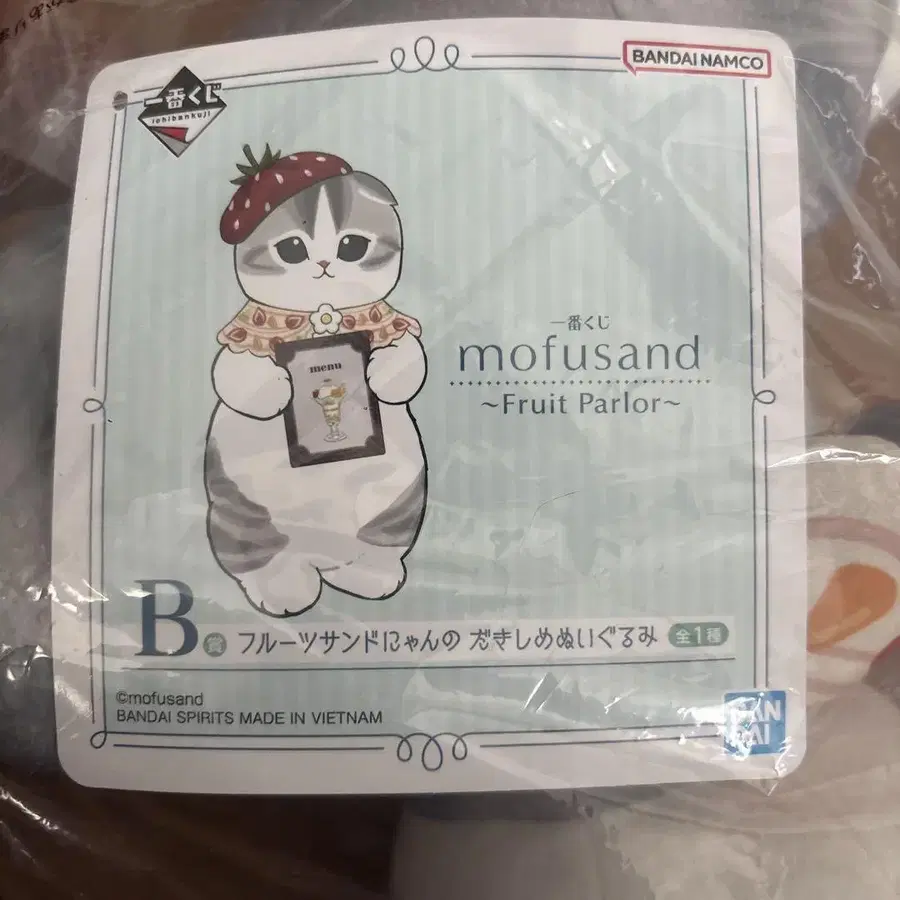 一番くじ
ichibankuji
BANDAI NAMCO
menu
一番くじ
mofusand
~Fruit Parlor~
B賞 フルーツサンドにゃんの だきしめぬいぐるみ 全1種
©mofusand
BANDAI SPIRITS MADE IN VIETNAM
BAN
DAI